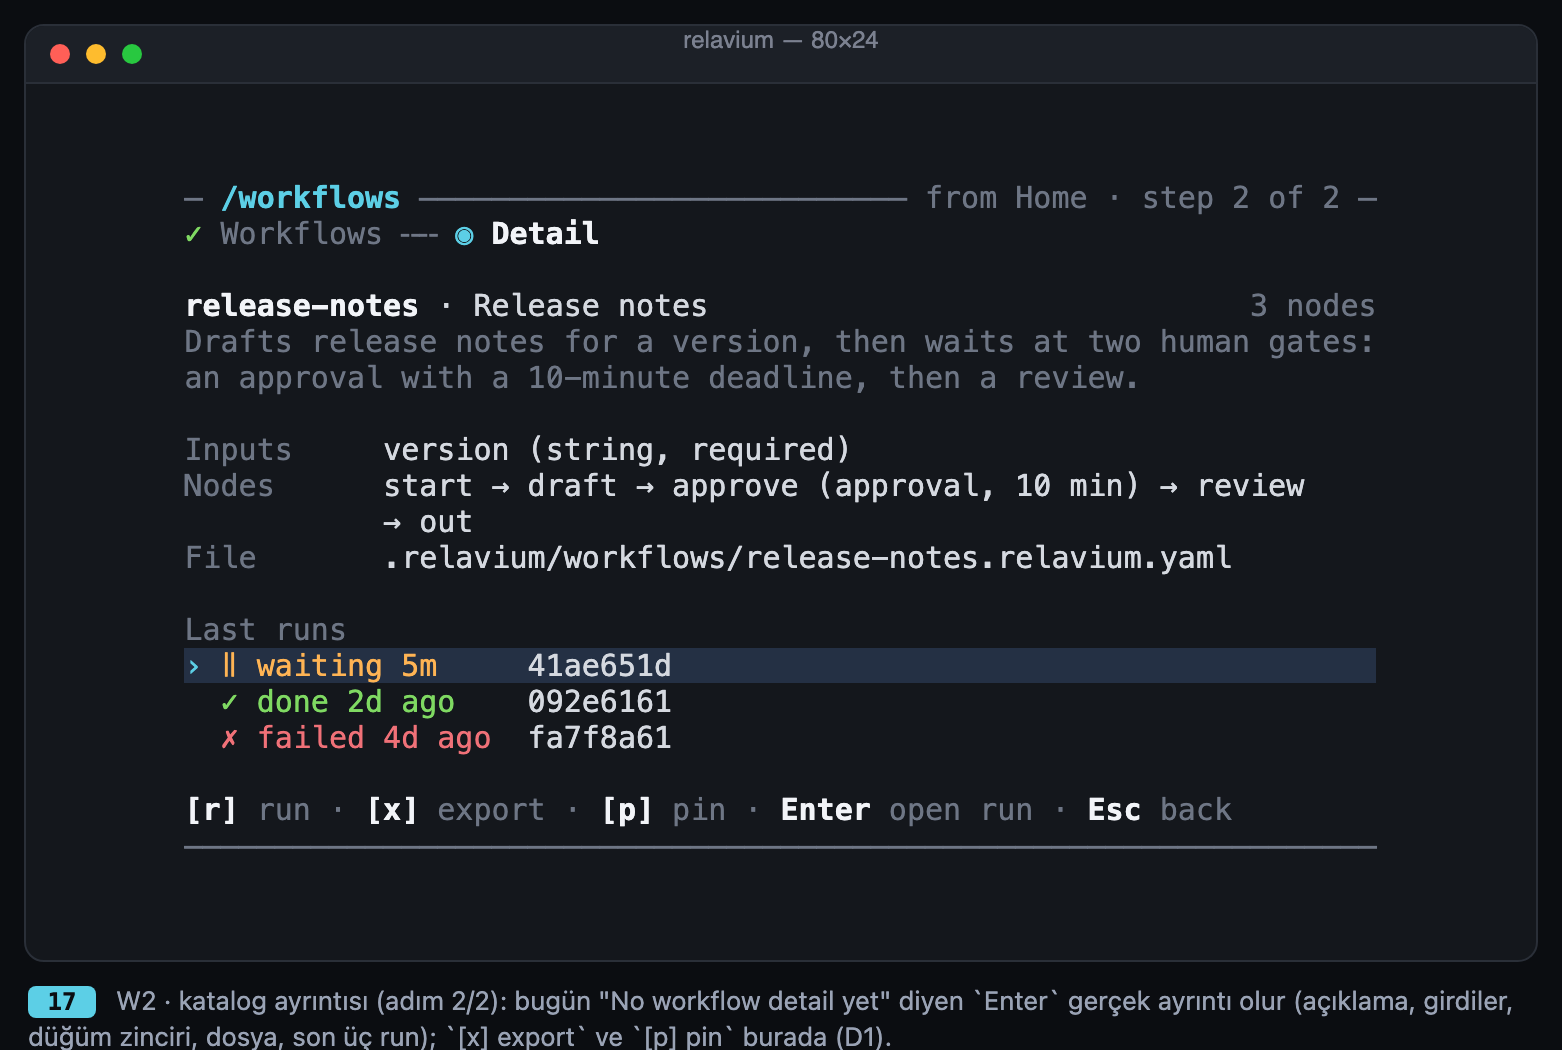 relavium — 80×24
— /workflows ——————————————————————————— from Home · step 2 of 2 —
✓ Workflows --- ◉ Detail
release-notes · Release notes 3 nodes
Drafts release notes for a version, then waits at two human gates:
an approval with a 10-minute deadline, then a review.
Inputs version (string, required)
Nodes start → draft → approve (approval, 10 min) → review
→ out
File .relavium/workflows/release-notes.relavium.yaml
Last runs
› ‖ waiting 5m 41ae651d
✓ done 2d ago 092e6161
✗ failed 4d ago fa7f8a61
[r] run · [x] export · [p] pin · Enter open run · Esc back
17 W2 · katalog ayrıntısı (adım 2/2): bugün "No workflow detail yet" diyen `Enter` gerçek ayrıntı olur (açıklama, girdiler,
düğüm zinciri, dosya, son üç run); `[x] export` ve `[p] pin` burada (D1).